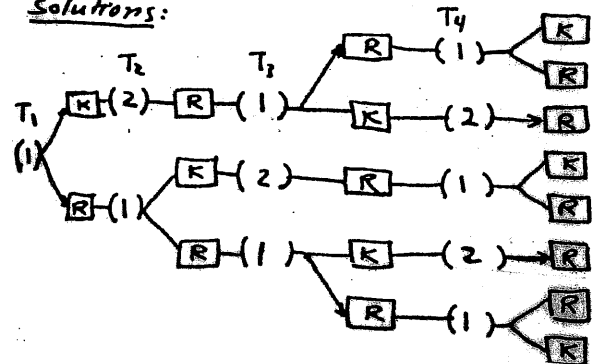 Solutions:
T4
R (1) K
R
T2 T3
K (2) R (1) K (2) R
T1
(1)
K (2) R (1) K
R
R (1)
R (1) K (2) R
R (1) R
K